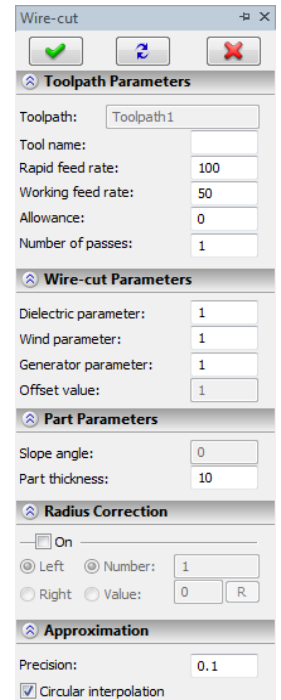 Wire-cut
Toolpath Parameters
Toolpath: Toolpath1
Tool name:
Rapid feed rate: 100
Working feed rate: 50
Allowance: 0
Number of passes: 1
Wire-cut Parameters
Dielectric parameter: 1
Wind parameter: 1
Generator parameter: 1
Offset value: 1
Part Parameters
Slope angle: 0
Part thickness: 10
Radius Correction
On
Left Number: 1
Right Value: 0 R
Approximation
Precision: 0.1
Circular interpolation